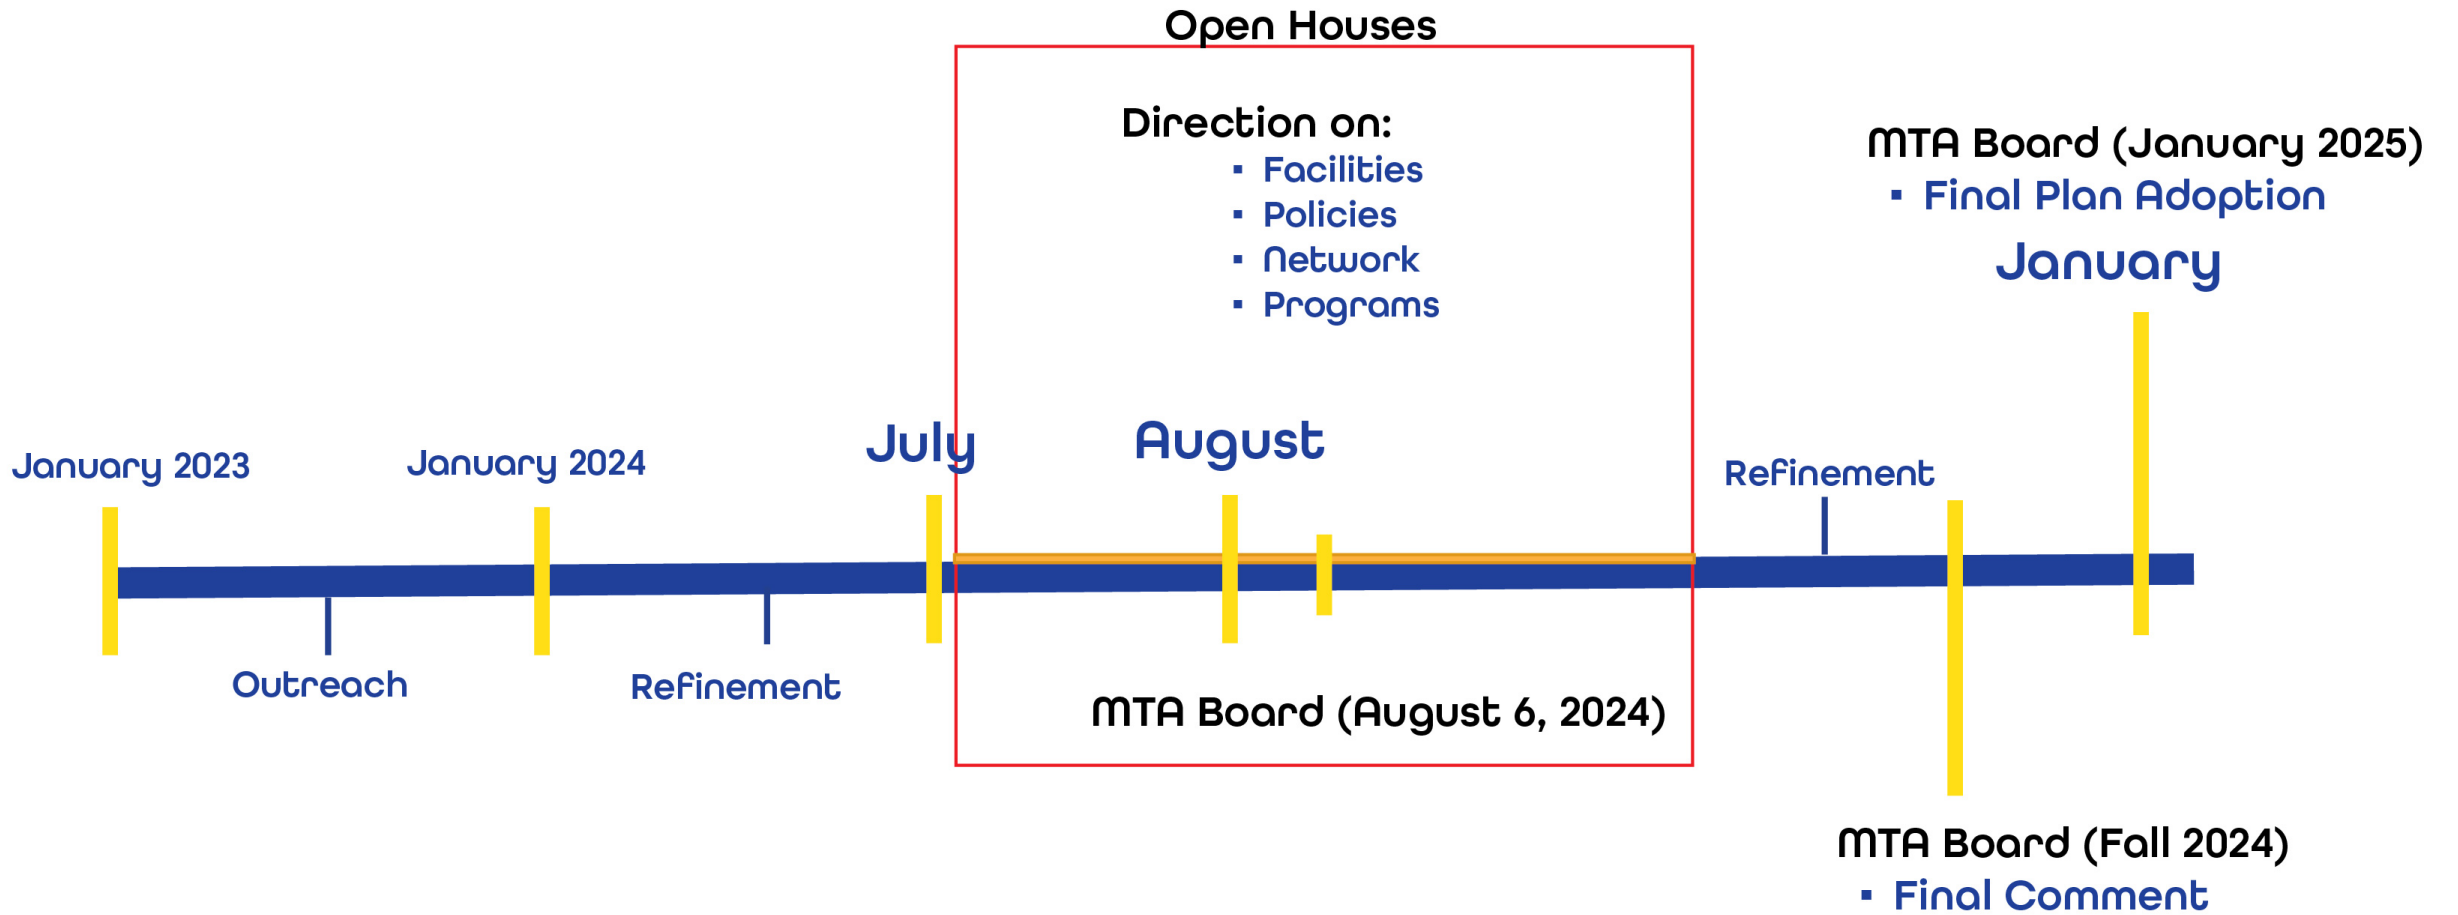 Open Houses
Direction on:
▪ Facilities
▪ Policies
▪ Network
▪ Programs
MTA Board (January 2025)
▪ Final Plan Adoption
January
January 2023
January 2024
July
August
Refinement
Outreach
Refinement
MTA Board (August 6, 2024)
MTA Board (Fall 2024)
▪ Final Comment